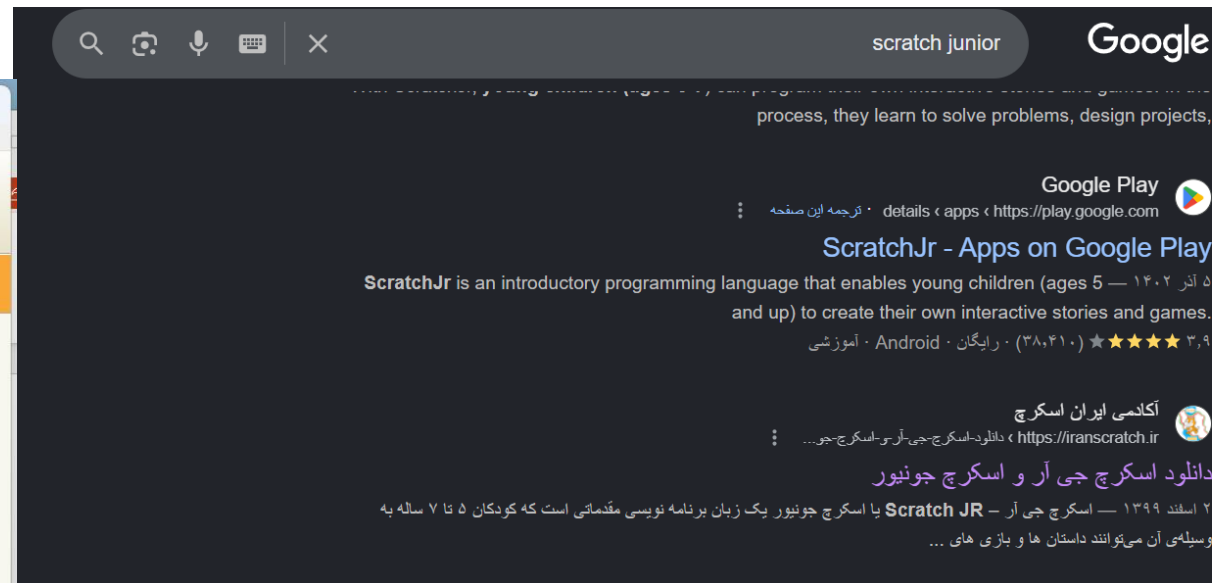 scratch junior
Google
process, they learn to solve problems, design projects,
Google Play
https://play.google.com › apps › details · ترجمه این صفحه
ScratchJr - Apps on Google Play
۵ آذر ۱۴۰۲ — ScratchJr is an introductory programming language that enables young children (ages 5
and up) to create their own interactive stories and games.
۳,۹ (۳۸,۴۱۰) · رایگان · Android · آموزشی
آکادمی ایران اسکرچ
https://iranscratch.ir › دانلود-اسکرچ-جی-آر-و-اسکرچ-جو...
دانلود اسکرچ جی آر و اسکرچ جونیور
۲ اسفند ۱۳۹۹ — اسکرچ جی آر – Scratch JR یا اسکرچ جونیور یک زبان برنامه نویسی مقدماتی است که کودکان ۵ تا ۷ ساله به
وسیله‌ی آن می‌توانند داستان ها و بازی های ...